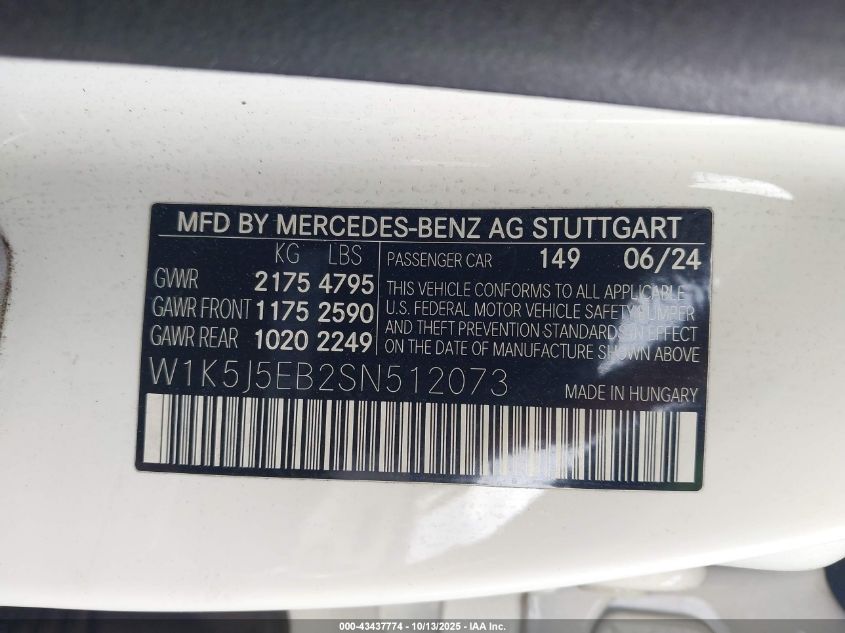 MFD BY MERCEDES-BENZ AG STUTTGART
KG LBS
GVWR 2175 4795
GAWR FRONT 1175 2590
GAWR REAR 1020 2249
PASSENGER CAR 149 06/24
THIS VEHICLE CONFORMS TO ALL APPLICABLE
U.S. FEDERAL MOTOR VEHICLE SAFETY BUMPER
AND THEFT PREVENTION STANDARDS IN EFFECT
ON THE DATE OF MANUFACTURE SHOWN ABOVE
W1K5J5EB2SN512073
MADE IN HUNGARY
000-43437774 - 10/13/2025 - IAA Inc.